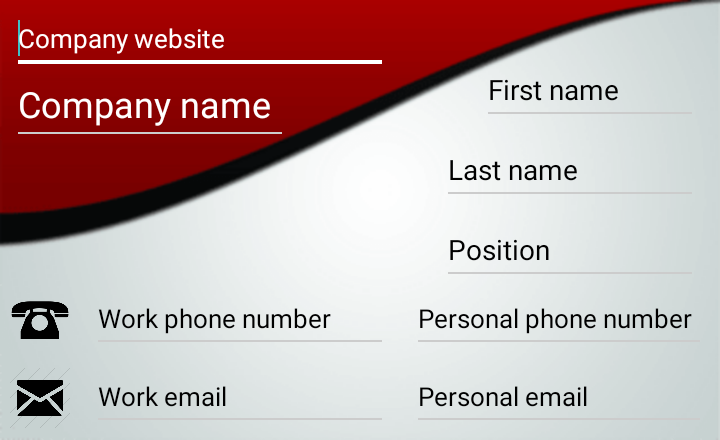 Company website
Company name
First name
Last name
Position
Work phone number
Personal phone number
Work email
Personal email